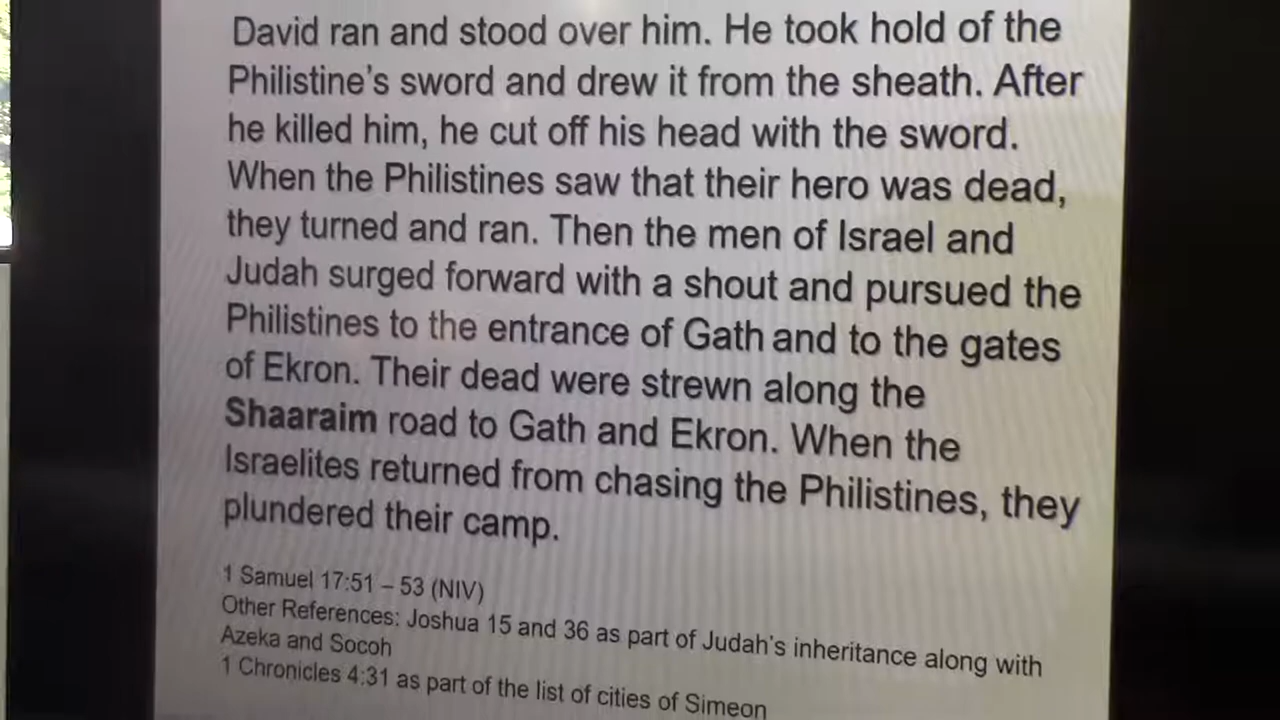 David ran and stood over him. He took hold of the
Philistine’s sword and drew it from the sheath. After
he killed him, he cut off his head with the sword.
When the Philistines saw that their hero was dead,
they turned and ran. Then the men of Israel and
Judah surged forward with a shout and pursued the
Philistines to the entrance of Gath and to the gates
of Ekron. Their dead were strewn along the
Shaaraim road to Gath and Ekron. When the
Israelites returned from chasing the Philistines, they
plundered their camp.
1 Samuel 17:51 – 53 (NIV)
Other References: Joshua 15 and 36 as part of Judah's inheritance along with
Azeka and Socoh
1 Chronicles 4:31 as part of the list of cities of Simeon